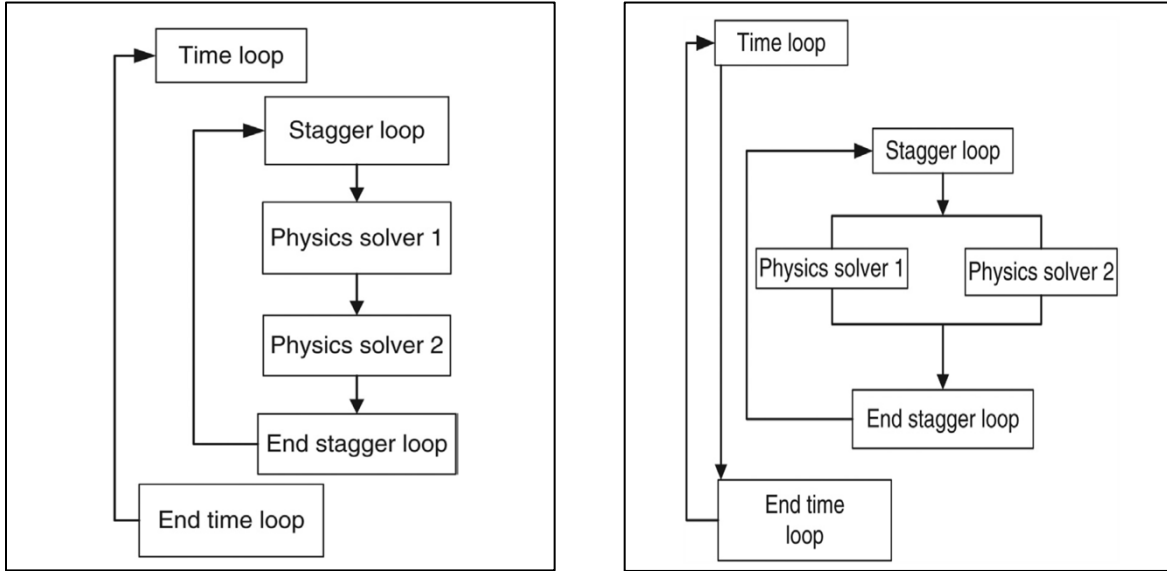 Time loop
Stagger loop
Physics solver 1
Physics solver 2
End stagger loop
End time loop
Time loop
Stagger loop
Physics solver 1
Physics solver 2
End stagger loop
End time
loop